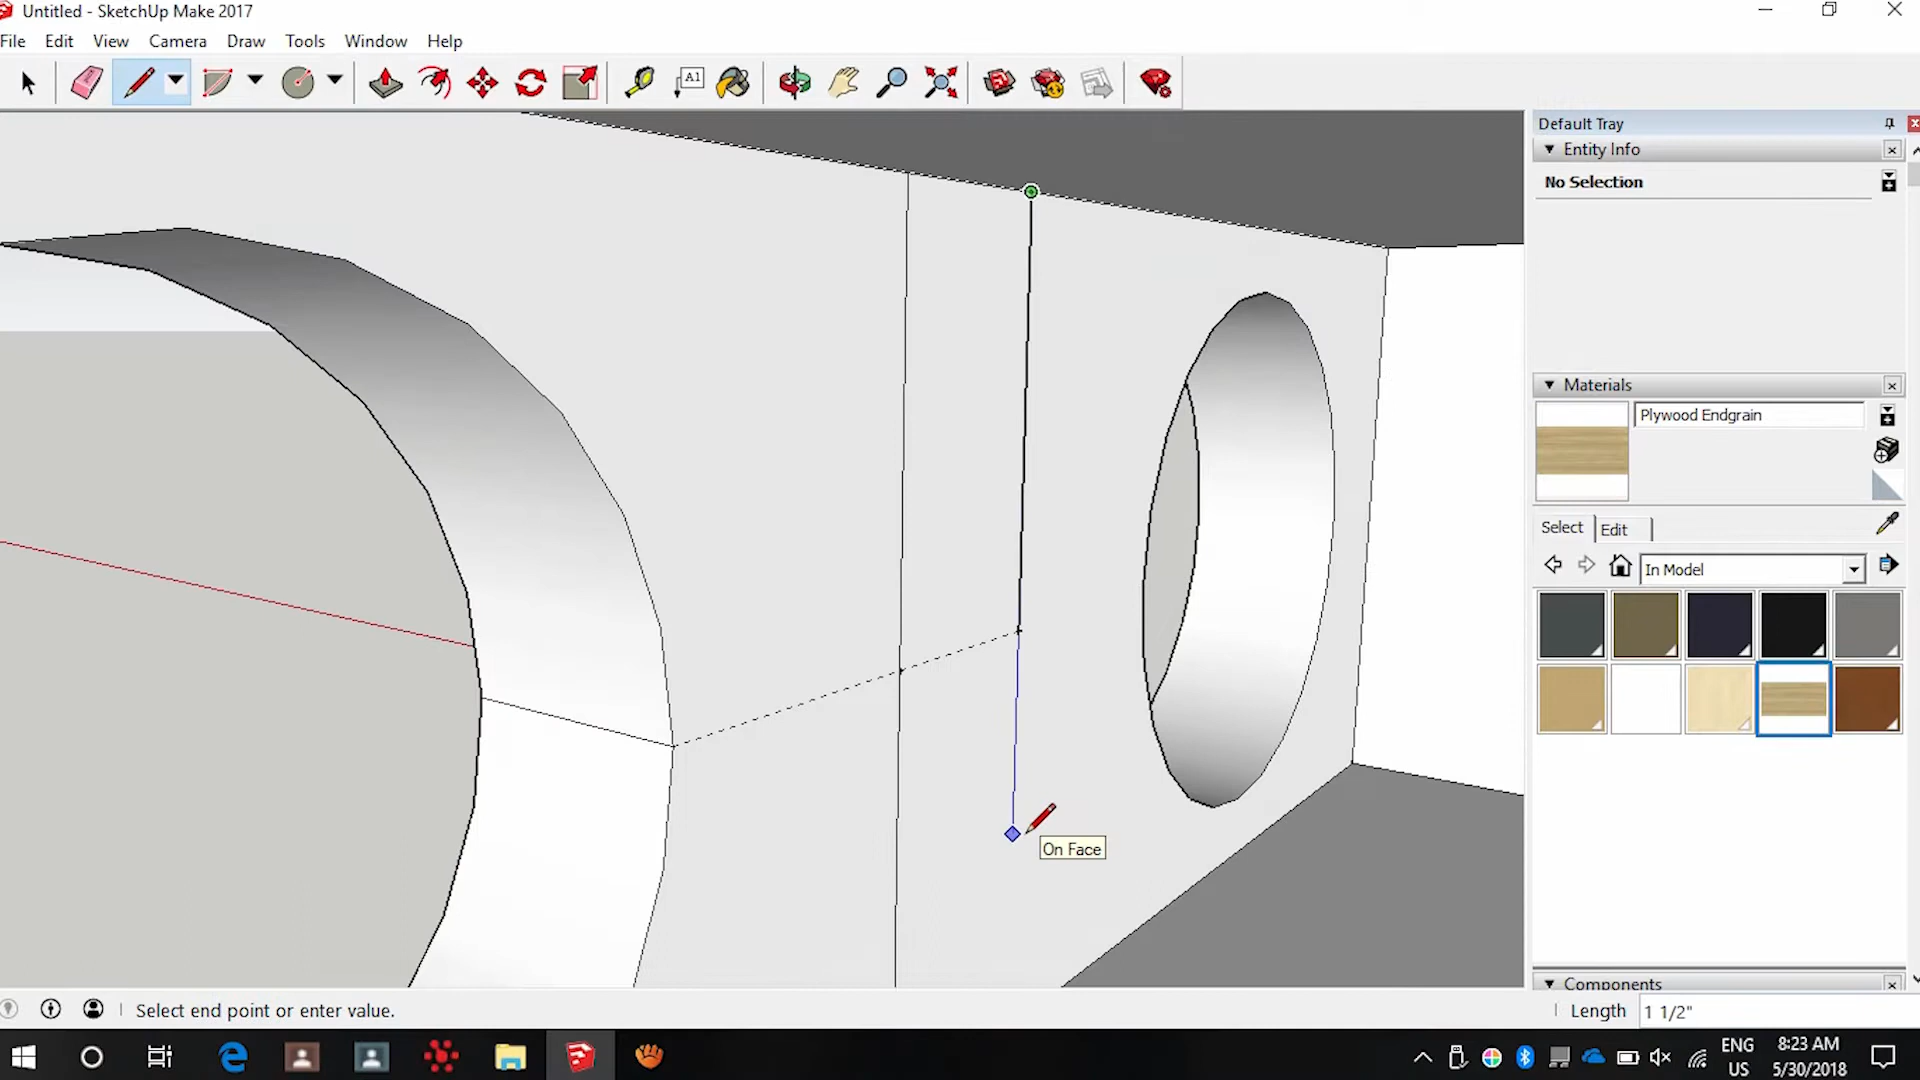 Untitled - SketchUp Make 2017
File Edit View Camera Draw Tools Window Help
A1
Default Tray
Entity Info
No Selection
Materials
Plywood Endgrain
Select Edit
In Model
On Face
Components
Select end point or enter value.
Length 1 1/2"
ENG
US
8:23 AM
5/30/2018